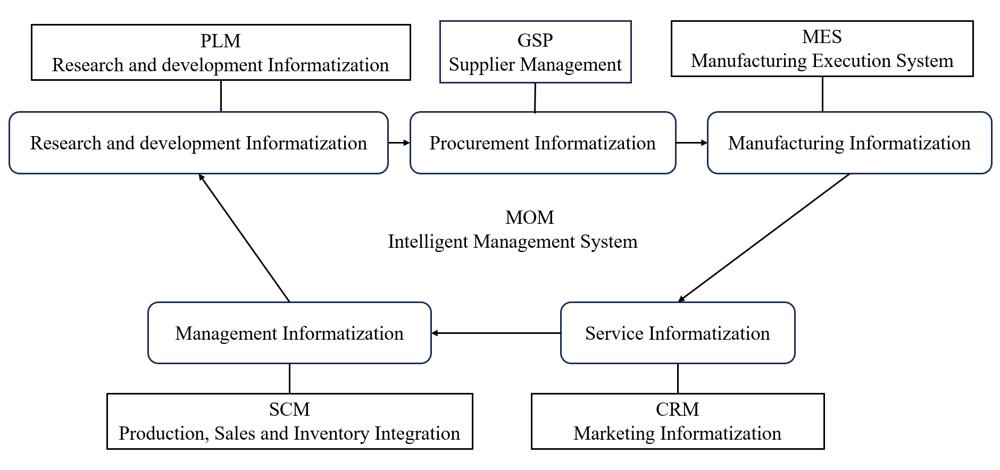 PLM
Research and development Informatization
GSP
Supplier Management
MES
Manufacturing Execution System
Research and development Informatization
Procurement Informatization
Manufacturing Informatization
MOM
Intelligent Management System
Management Informatization
Service Informatization
SCM
Production, Sales and Inventory Integration
CRM
Marketing Informatization